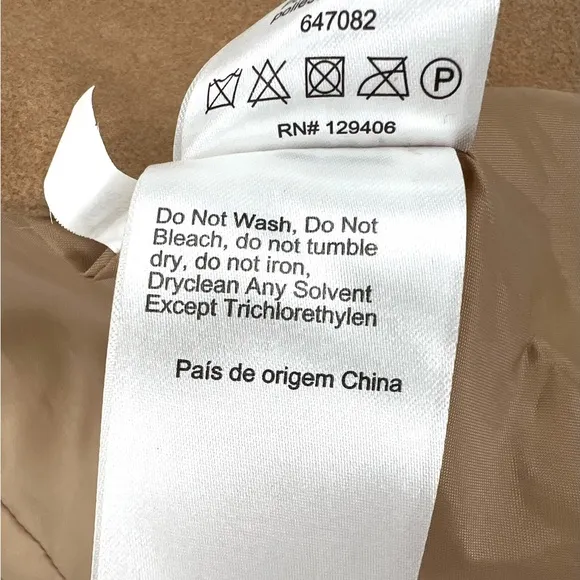 647082
P
RN# 129406
Do Not Wash, Do Not
Bleach, do not tumble
dry, do not iron,
Dryclean Any Solvent
Except Trichlorethylen
País de origem China